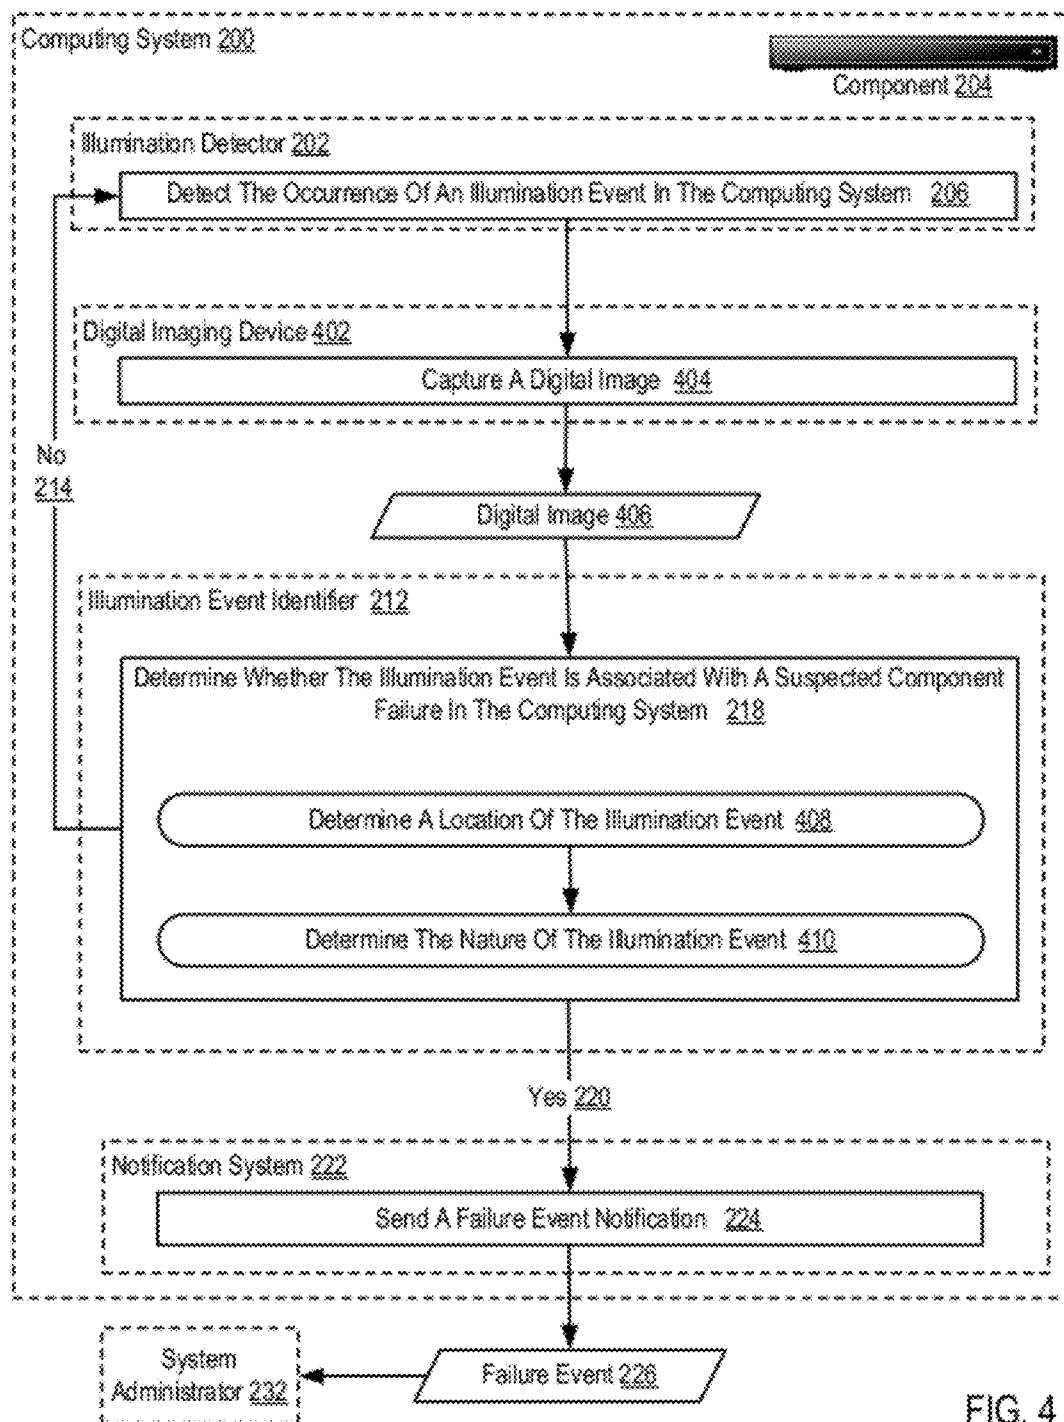 Computing System 200
Component 204
Illumination Detector 202
Detect The Occurrence Of An Illumination Event In The Computing System 206
Digital Imaging Device 402
Capture A Digital Image 404
No
214
Digital Image 406
Illumination Event Identifier 212
Determine Whether The Illumination Event Is Associated With A Suspected Component
Failure In The Computing System 218
Determine A Location Of The Illumination Event 408
Determine The Nature Of The Illumination Event 410
Yes 220
Notification System 222
Send A Failure Event Notification 224
System
Administrator 232
Failure Event 226
FIG. 4